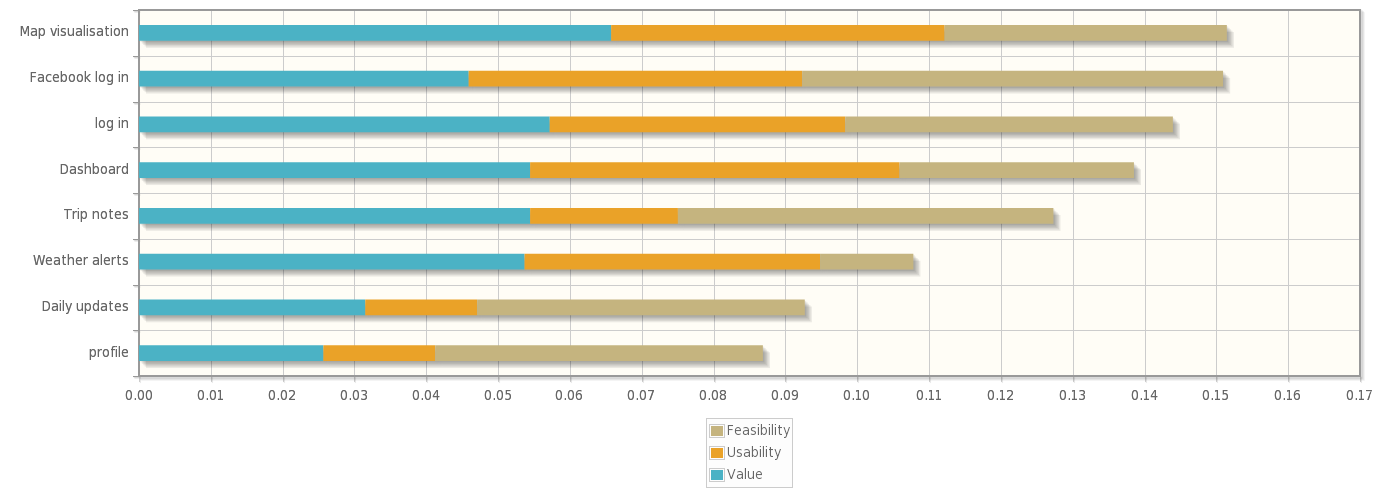 Map visualisation
Facebook log in
log in
Dashboard
Trip notes
Weather alerts
Daily updates
profile
0.00 0.01 0.02 0.03 0.04 0.05 0.06 0.07 0.08 0.09 0.10 0.11 0.12 0.13 0.14 0.15 0.16 0.17
Feasibility
Usability
Value